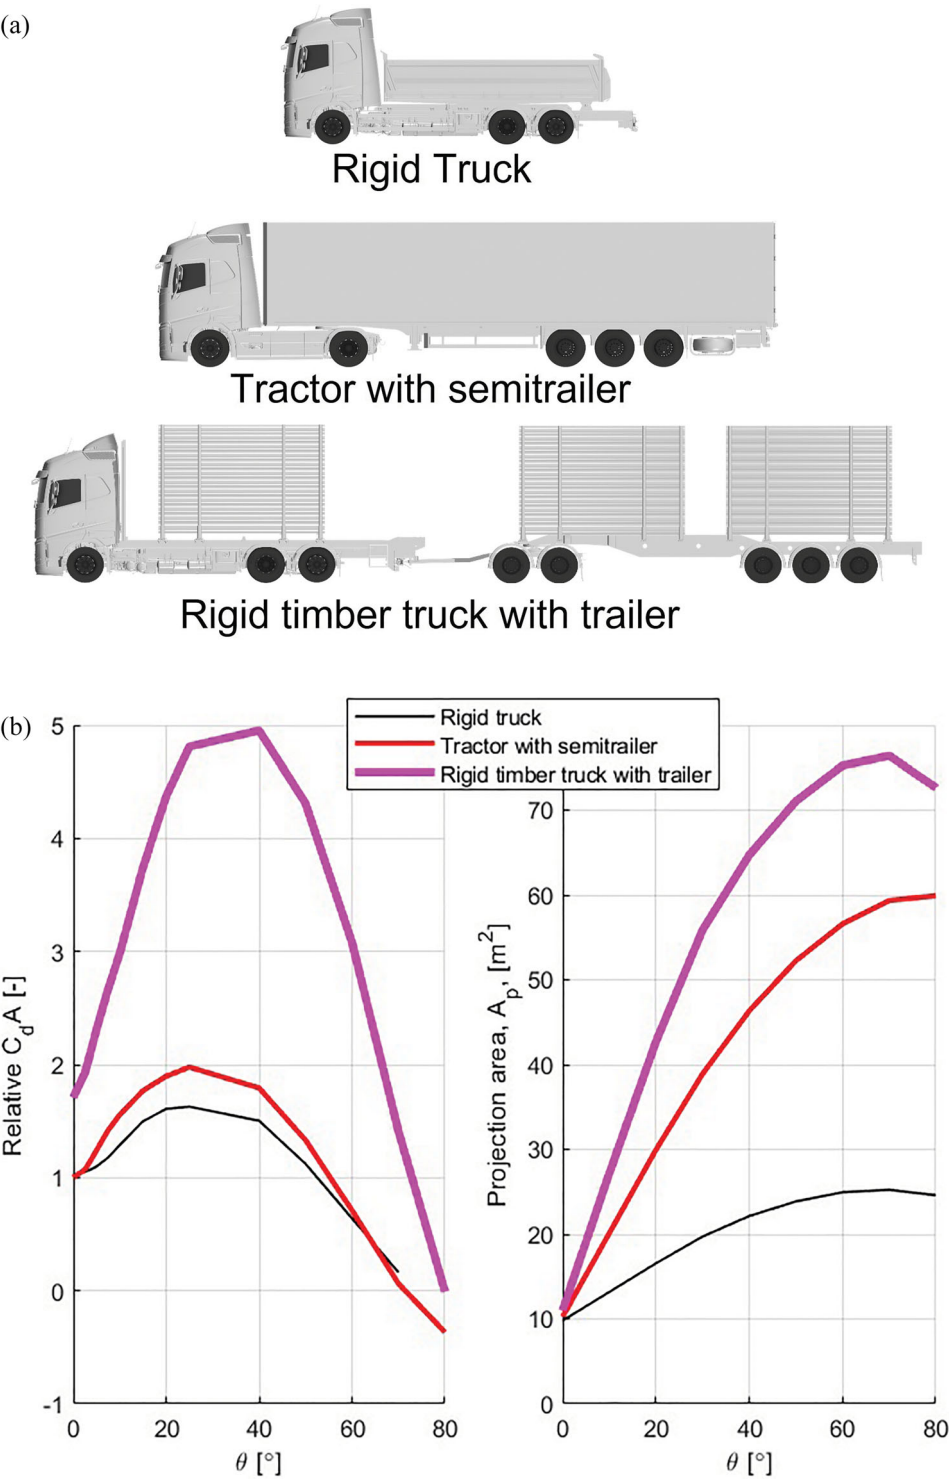 (a)
Rigid Truck
Tractor with semitrailer
Rigid timber truck with trailer
(b)
Rigid truck
Tractor with semitrailer
Rigid timber truck with trailer
Relative C_dA [-]
5
4
3
2
1
0
-1
0 20 40 60 80
θ [°]
Projection area, A_p, [m²]
70
60
50
40
30
20
10
0
0 20 40 60 80
θ [°]